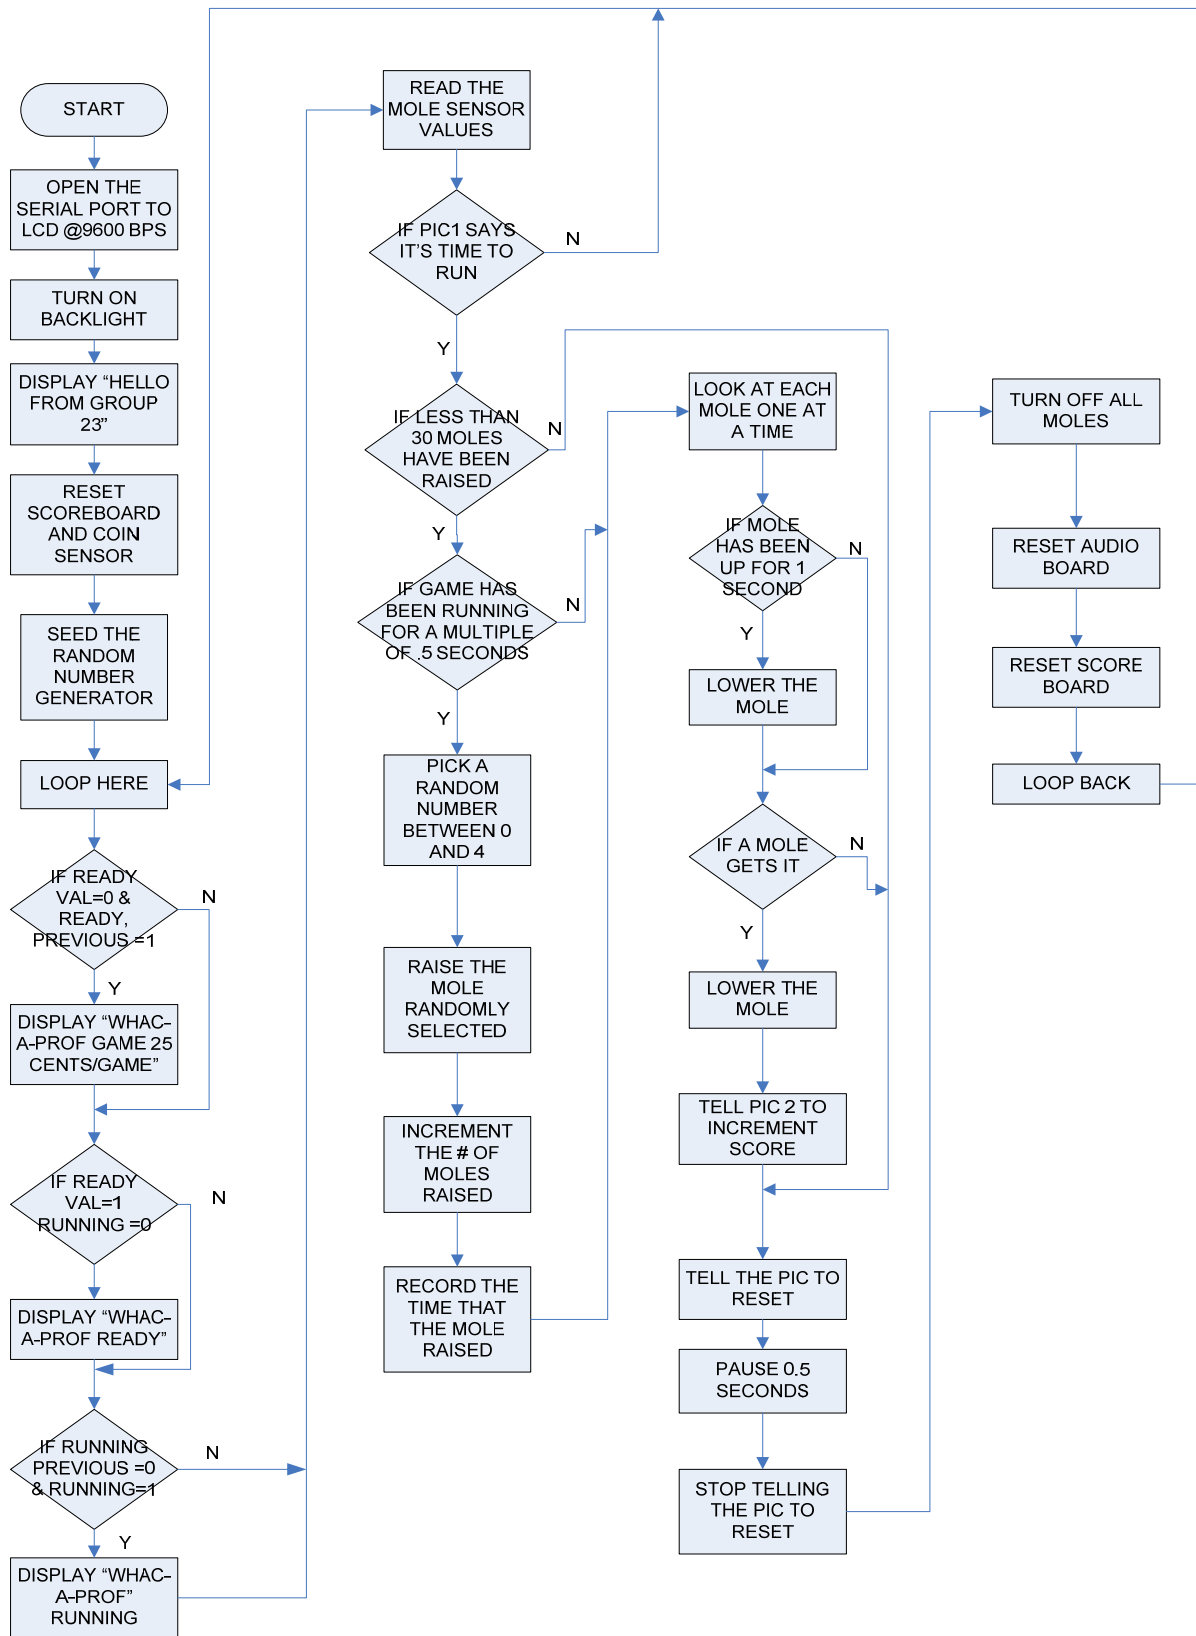 START
OPEN THE
SERIAL PORT TO
LCD @9600 BPS
TURN ON
BACKLIGHT
DISPLAY “HELLO
FROM GROUP
23”
RESET
SCOREBOARD
AND COIN
SENSOR
SEED THE
RANDOM
NUMBER
GENERATOR
LOOP HERE
IF READY
VAL=0 &
READY,
PREVIOUS =1
N
Y
DISPLAY “WHAC-
A-PROF GAME 25
CENTS/GAME”
IF READY
VAL=1
RUNNING =0
N
DISPLAY “WHAC-
A-PROF READY”
IF RUNNING
PREVIOUS =0
& RUNNING=1
N
Y
DISPLAY “WHAC-
A-PROF”
RUNNING
READ THE
MOLE SENSOR
VALUES
IF PIC1 SAYS
IT’S TIME TO
RUN
N
Y
IF LESS THAN
30 MOLES
HAVE BEEN
RAISED
N
Y
IF GAME HAS
BEEN RUNNING
FOR A MULTIPLE
OF .5 SECONDS
N
Y
PICK A
RANDOM
NUMBER
BETWEEN 0
AND 4
RAISE THE
MOLE
RANDOMLY
SELECTED
INCREMENT
THE # OF
MOLES
RAISED
RECORD THE
TIME THAT
THE MOLE
RAISED
LOOK AT EACH
MOLE ONE AT
A TIME
IF MOLE
HAS BEEN
UP FOR 1
SECOND
N
Y
LOWER THE
MOLE
IF A MOLE
GETS IT
N
Y
LOWER THE
MOLE
TELL PIC 2 TO
INCREMENT
SCORE
TELL THE PIC TO
RESET
PAUSE 0.5
SECONDS
STOP TELLING
THE PIC TO
RESET
TURN OFF ALL
MOLES
RESET AUDIO
BOARD
RESET SCORE
BOARD
LOOP BACK